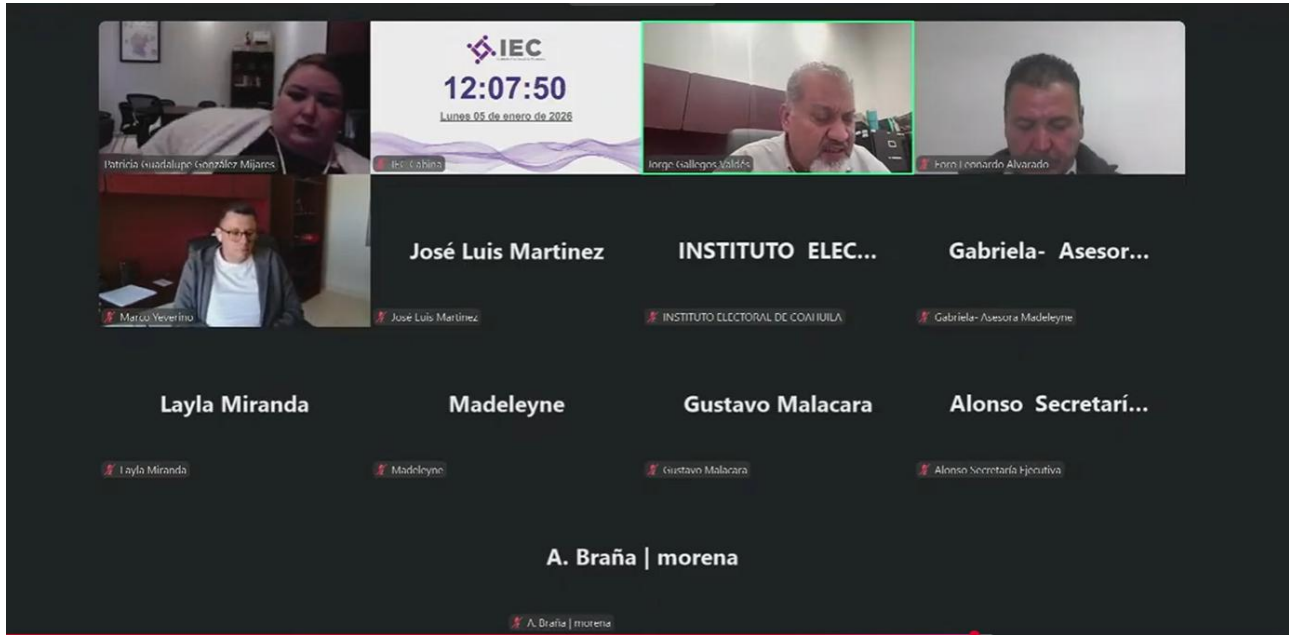 IEC
12:07:50
Lunes 05 de enero de 2026
Patricia Guadalupe González Mijares
IEC Cabina
Jorge Gallegos Valdés
Foro Leonardo Alvarado
José Luis Martinez
INSTITUTO ELEC...
Gabriela- Asesor...
Marco Yeverino
José Luis Martinez
INSTITUTO ELECTORAL DE COAHUILA
Gabriela- Asesora Madeleyne
Layla Miranda
Madeleyne
Gustavo Malacara
Alonso Secretarí...
Layla Miranda
Madeleyne
Gustavo Malacara
Alonso Secretaría Ejecutiva
A. Braña | morena
A. Braña | morena